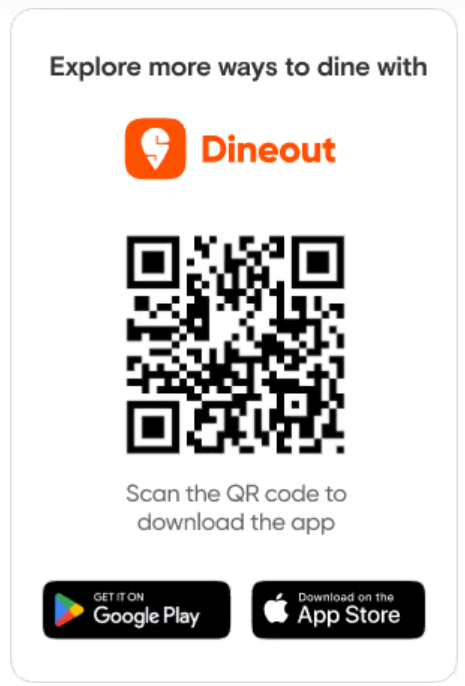 Explore more ways to dine with
Dineout
Scan the QR code to
download the app
GET IT ON
Google Play
Download on the
App Store